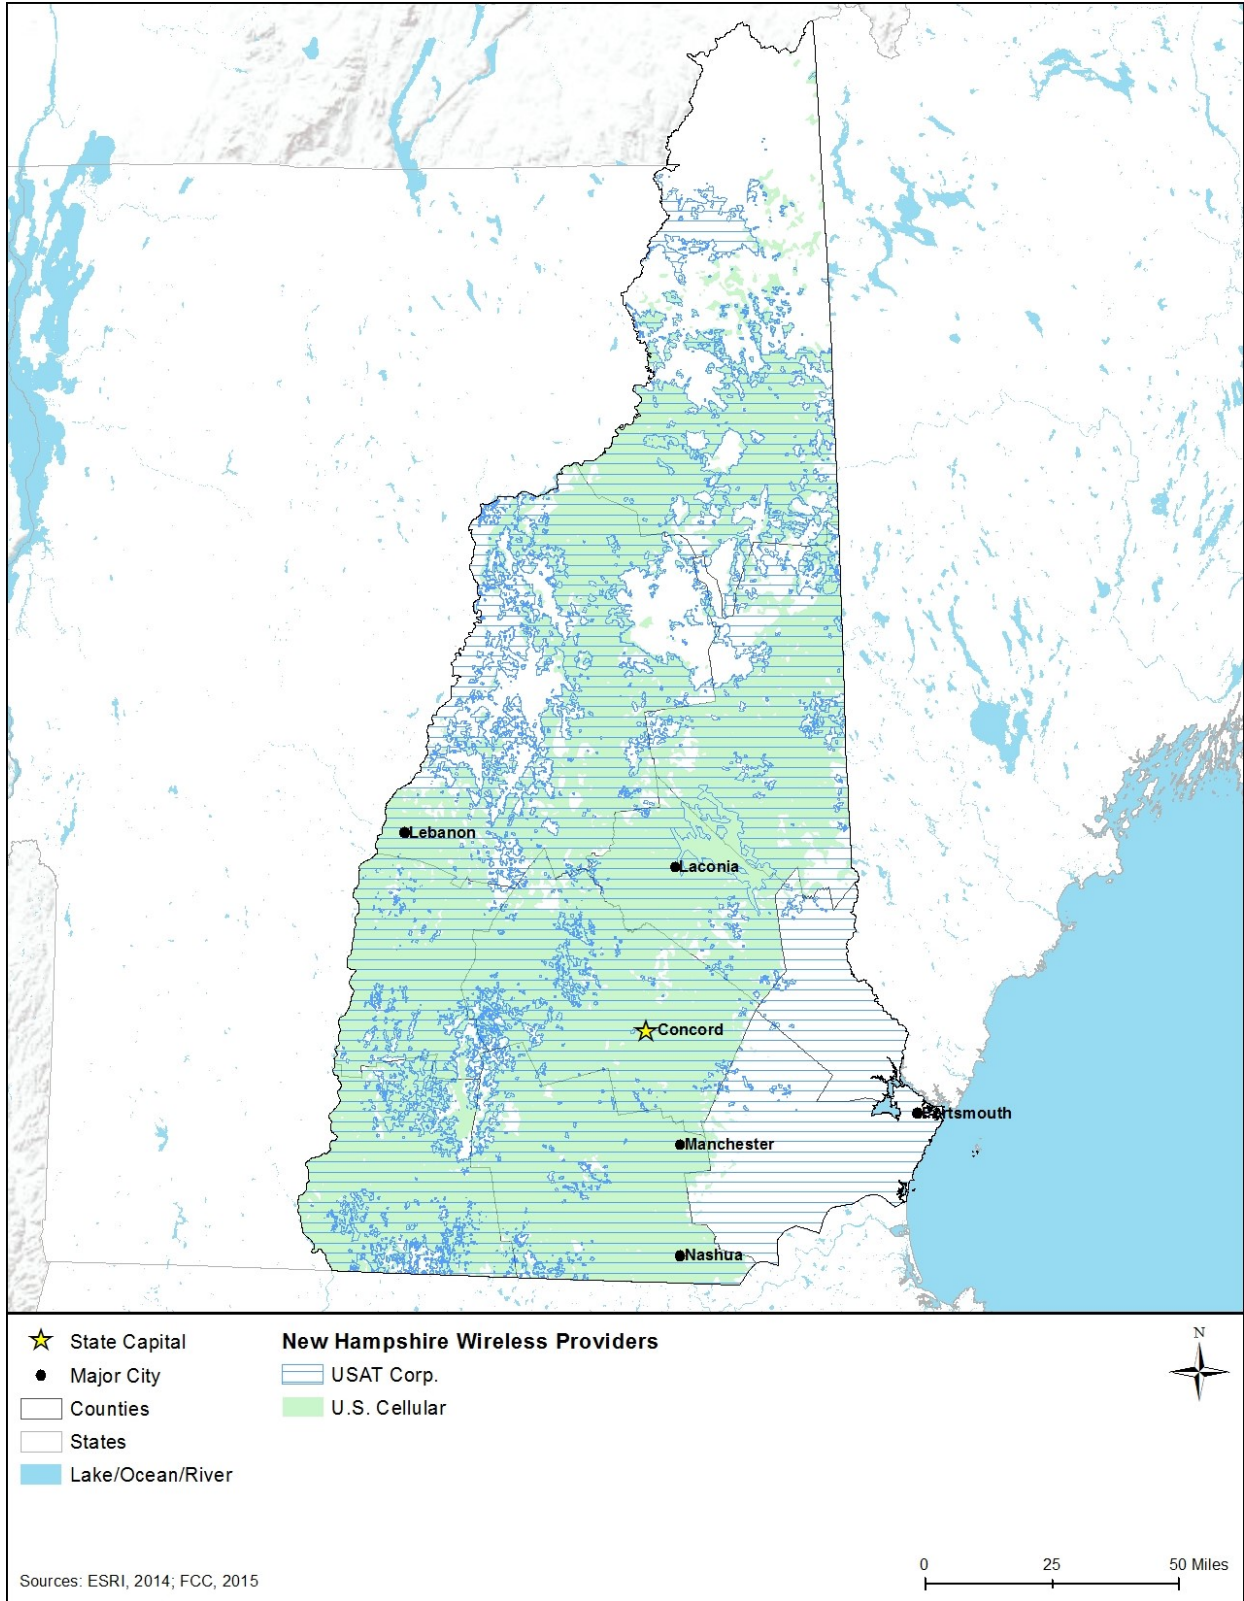 Lebanon
Laconia
Concord
Portsmouth
Manchester
Nashua
State Capital
Major City
Counties
States
Lake/Ocean/River
New Hampshire Wireless Providers
USAT Corp.
U.S. Cellular
N
0 25 50 Miles
Sources: ESRI, 2014; FCC, 2015